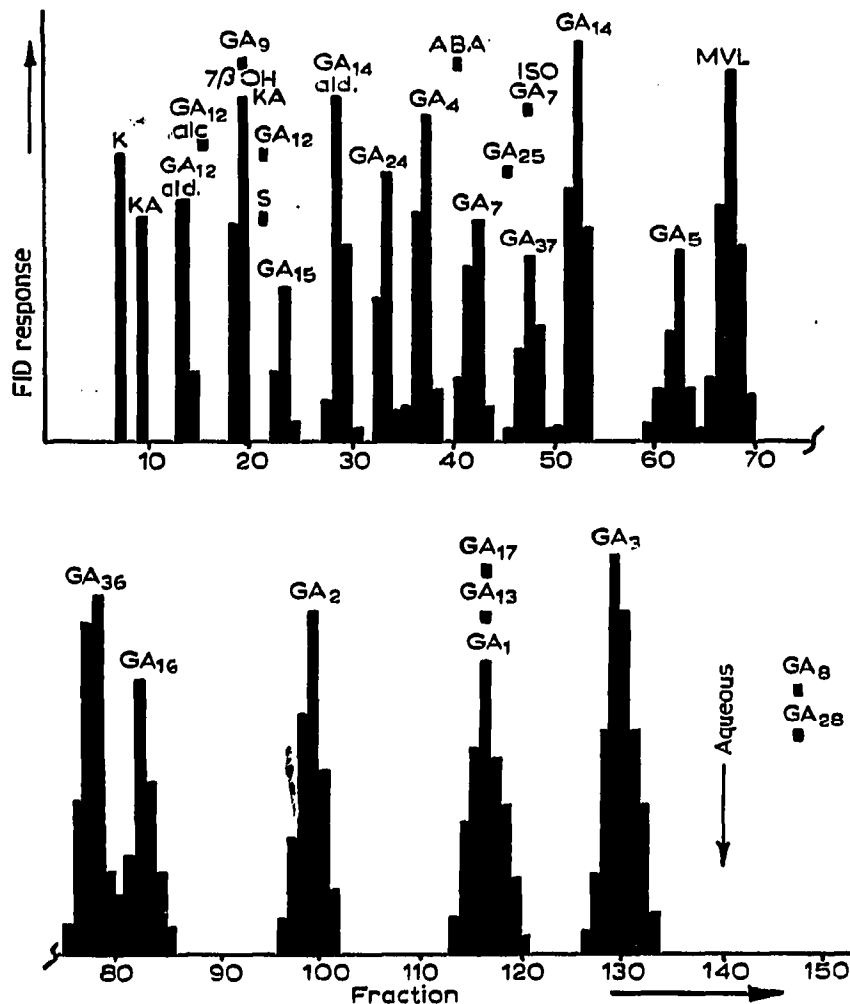 FID response
K
KA
GA12 ald.
GA12 alc
GA9
7β OH KA
GA12
S
GA15
GA14 ald.
GA24
GA4
ABA
GA7
GA25
ISO GA7
GA37
GA14
GA5
MVL
10 20 30 40 50 60 70
GA36
GA16
GA2
GA17
GA13
GA1
GA3
Aqueous
GA8
GA28
80 90 100 110 120 130 140 150
Fraction